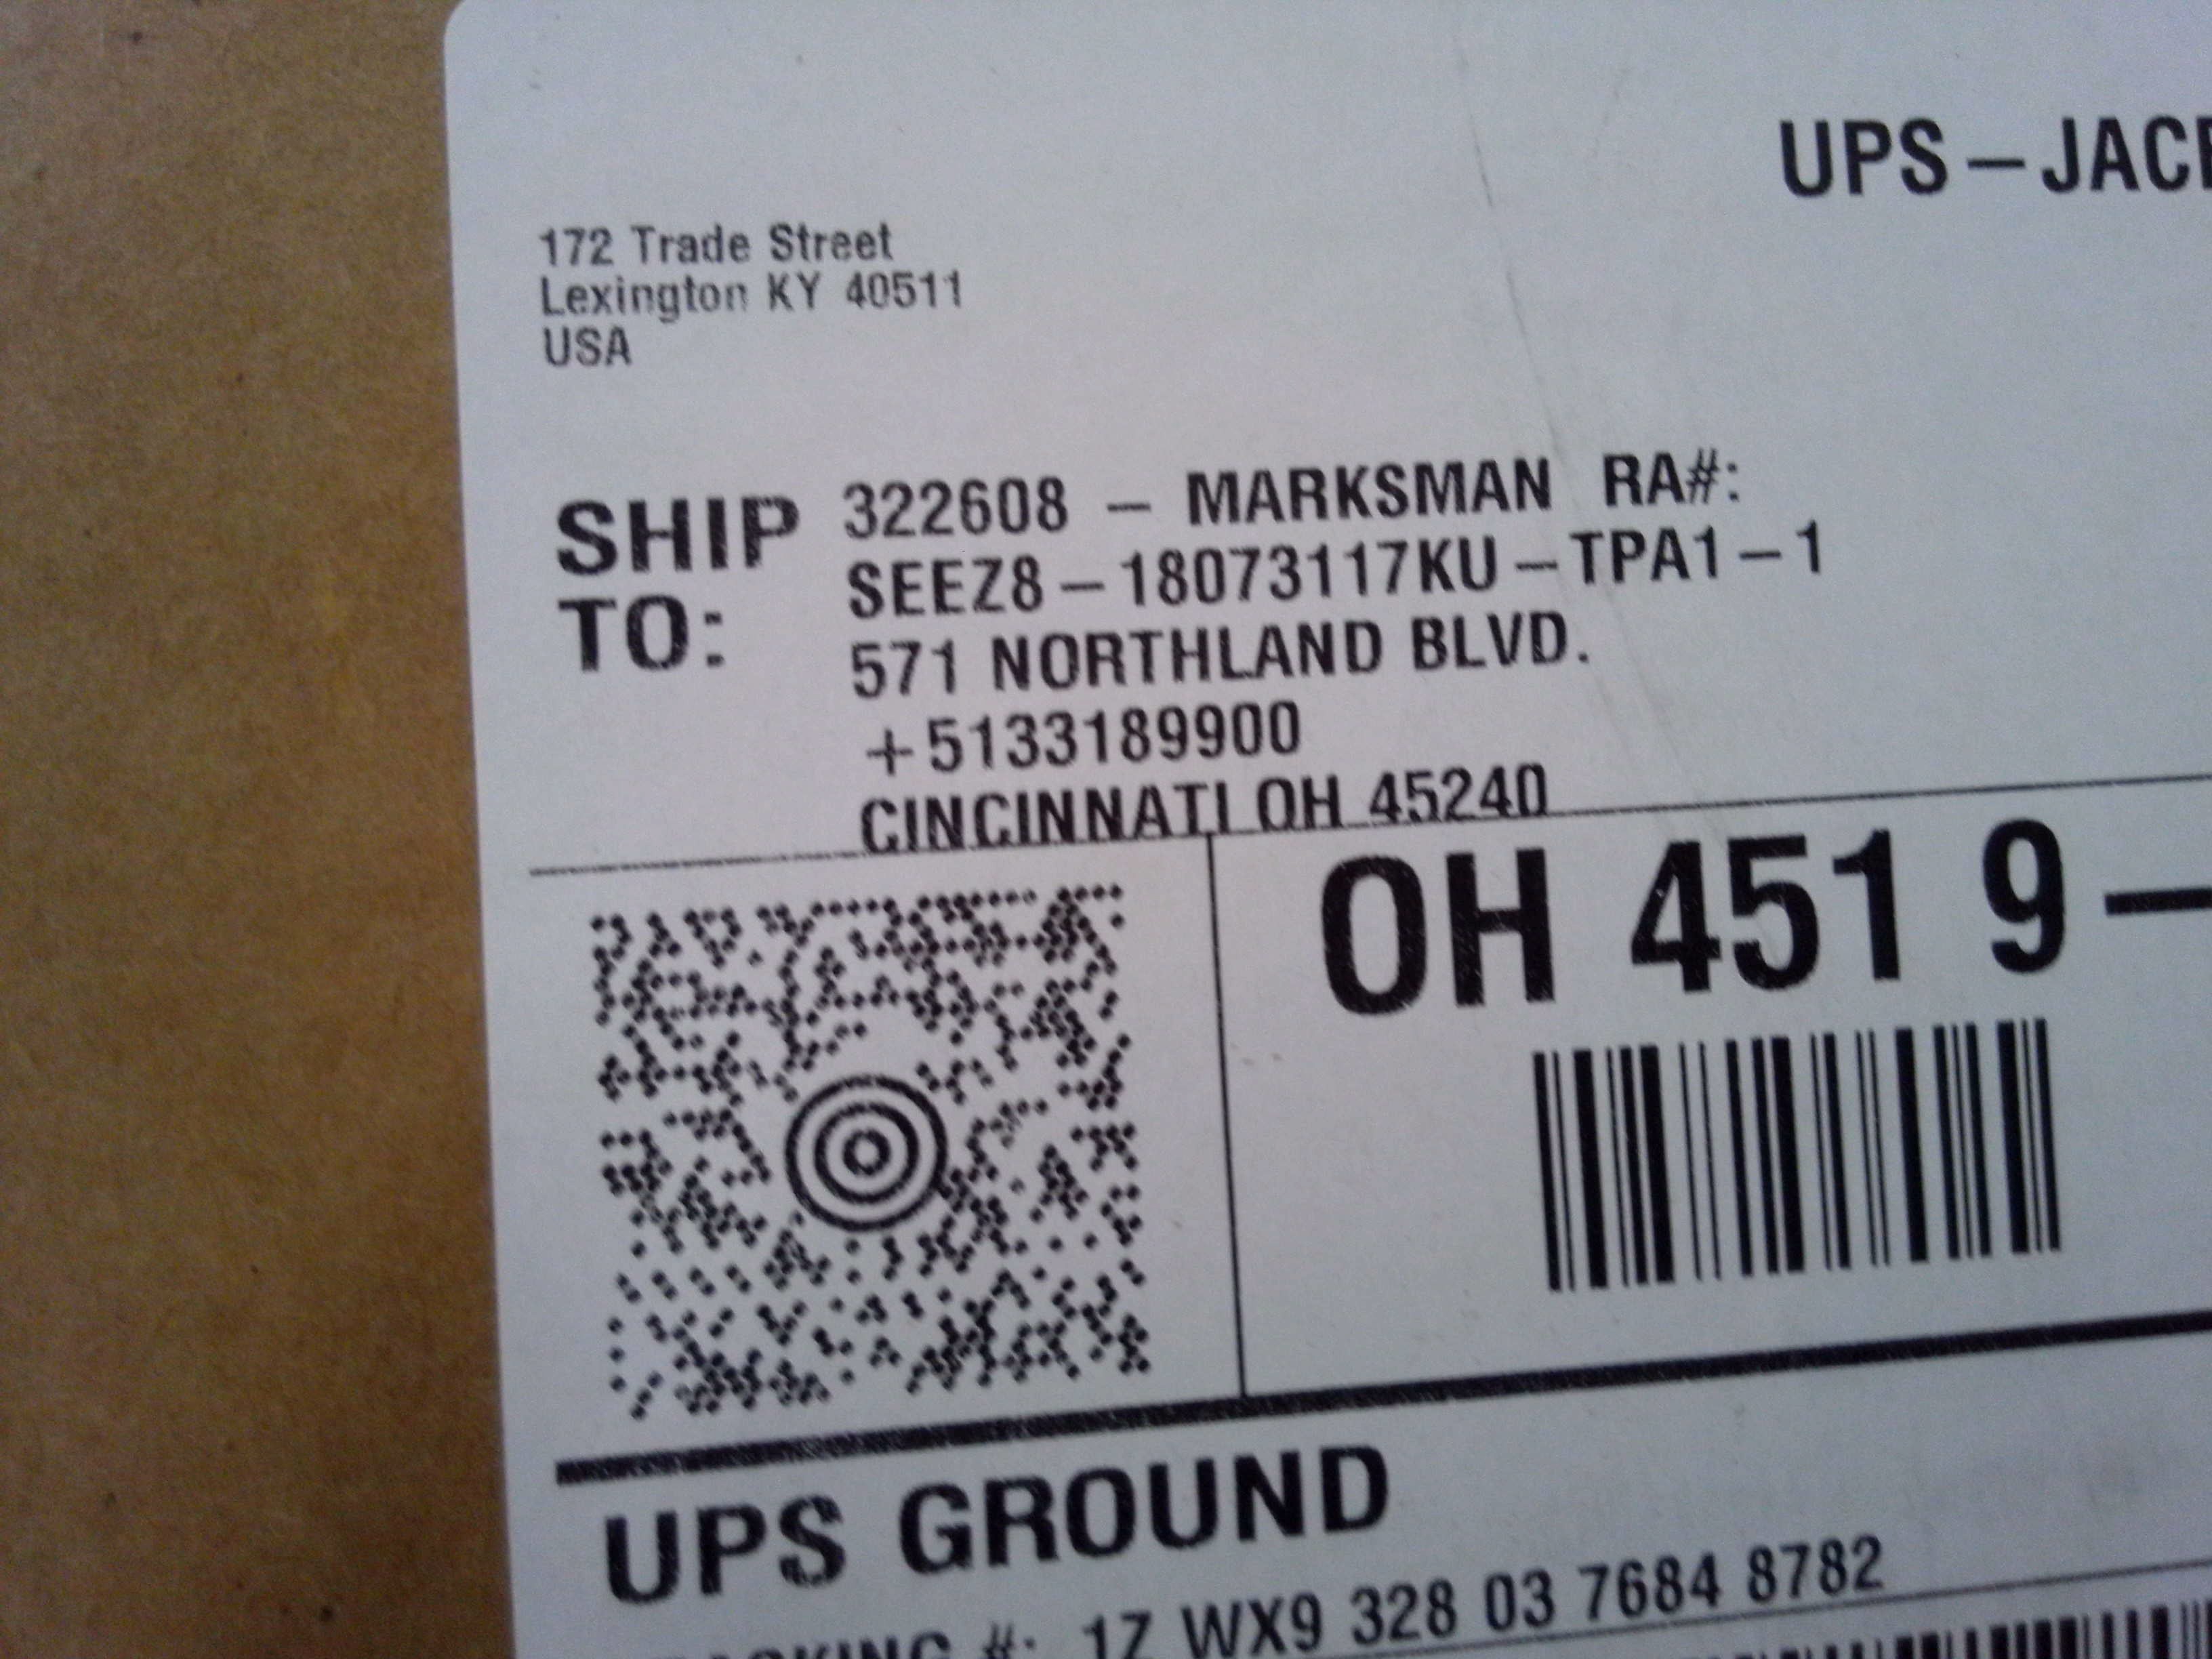 UPS – JAC
172 Trade Street
Lexington KY 40511
USA
SHIP TO:
322608 – MARKSMAN RA#:
SEEZ8 – 18073117KU – TPA1 – 1
571 NORTHLAND BLVD.
+5133189900
CINCINNATI OH 45240
OH 451 9 –
UPS GROUND
#: 1Z WX9 328 03 7684 8782